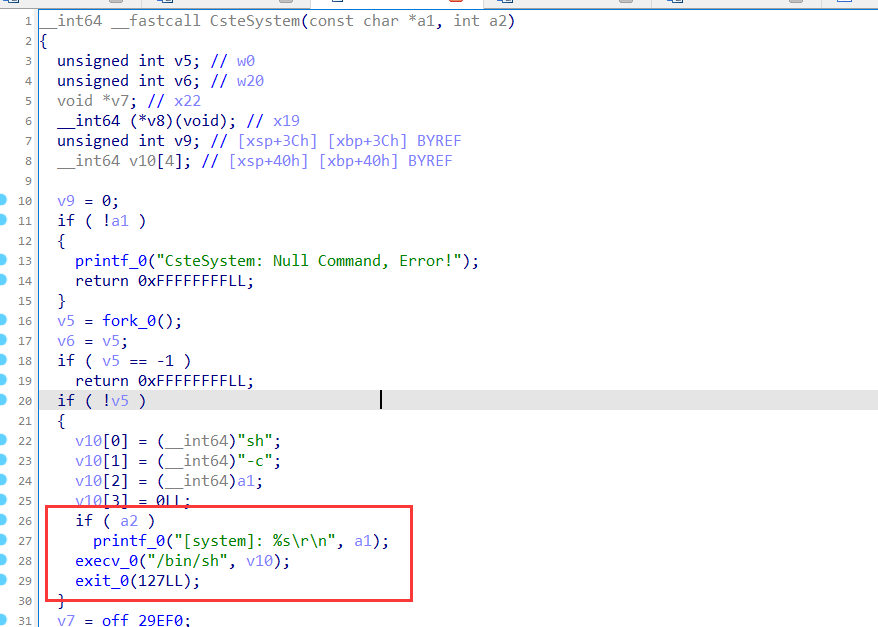 1 __int64 __fastcall CsteSystem(const char *a1, int a2)
2 {
3 unsigned int v5; // w0
4 unsigned int v6; // w20
5 void *v7; // x22
6 __int64 (*v8)(void); // x19
7 unsigned int v9; // [xsp+3Ch] [xbp+3Ch] BYREF
8 __int64 v10[4]; // [xsp+40h] [xbp+40h] BYREF
9
10 v9 = 0;
11 if ( !a1 )
12 {
13 printf_0("CsteSystem: Null Command, Error!");
14 return 0xFFFFFFFFLL;
15 }
16 v5 = fork_0();
17 v6 = v5;
18 if ( v5 == -1 )
19 return 0xFFFFFFFFLL;
20 if ( !v5 )
21 {
22 v10[0] = (__int64)"sh";
23 v10[1] = (__int64)"-c";
24 v10[2] = (__int64)a1;
25 v10[3] = 0LL;
26 if ( a2 )
27 printf_0("[system]: %s\r\n", a1);
28 execv_0("/bin/sh", v10);
29 exit_0(127LL);
30 }
31 v7 = off_29EF0;